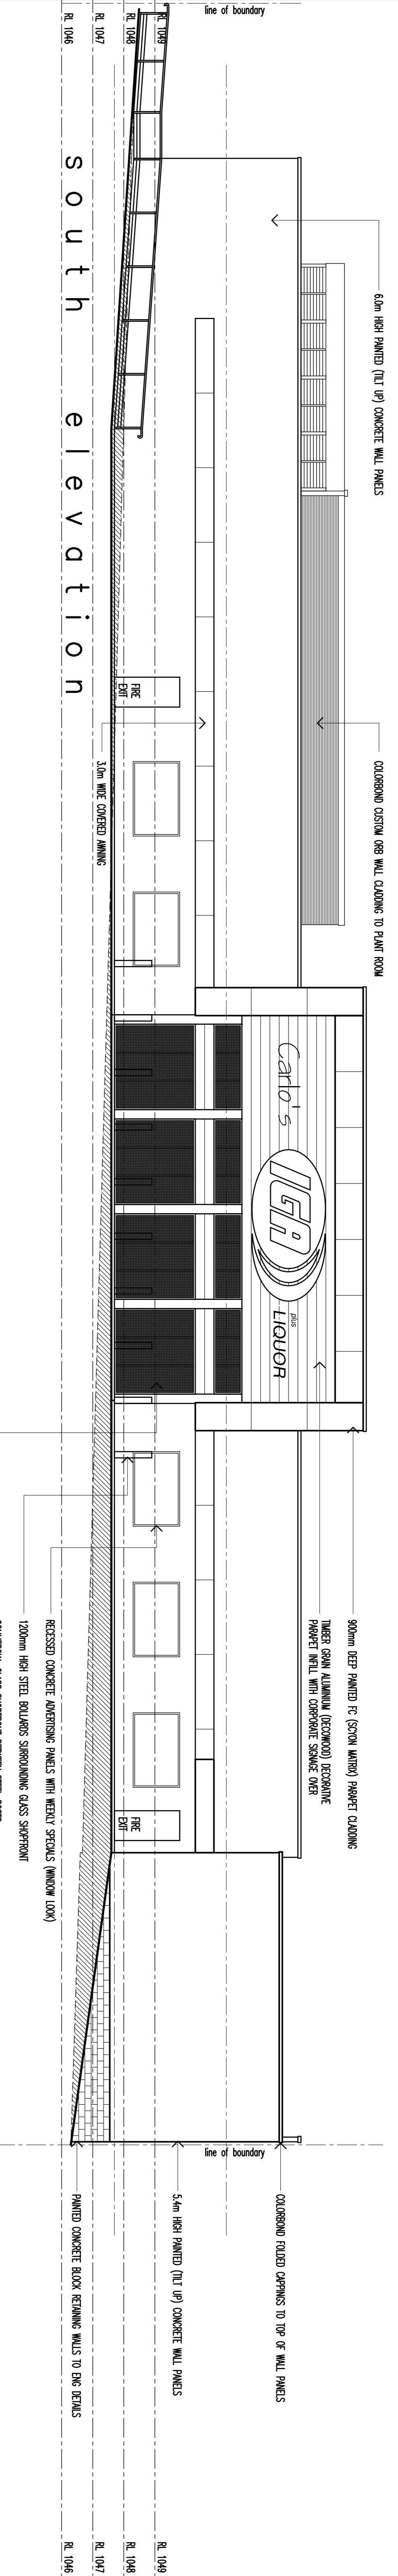 line of boundary
RL 1049
RL 1048
RL 1047
RL 1046
6.0m HIGH PAINTED (TILT UP) CONCRETE WALL PANELS
COLORBOND CUSTOM ORB WALL CLADDING TO PLANT ROOM
FIRE
EXIT
3.0m WIDE COVERED AWNING
Carlo's
IGA
plus
LIQUOR
900mm DEEP PAINTED FC (SCYON MATRIX) PARAPET CLADDING
TIMBER GRAIN ALUMINIUM (DECOWOOD) DECORATIVE
PARAPET INFILL WITH CORPORATE SIGNAGE OVER
FIRE
EXIT
RECESSED CONCRETE ADVERTISING PANELS WITH WEEKLY SPECIALS (WINDOW LOOK)
1200mm HIGH STEEL BOLLARDS SURROUNDING GLASS SHOPFRONT
line of boundary
COLORBOND FOLDED CAPPINGS TO TOP OF WALL PANELS
5.4m HIGH PAINTED (TILT UP) CONCRETE WALL PANELS
PAINTED CONCRETE BLOCK RETAINING WALLS TO ENG DETAILS
RL 1049
RL 1048
RL 1047
RL 1046
south elevation